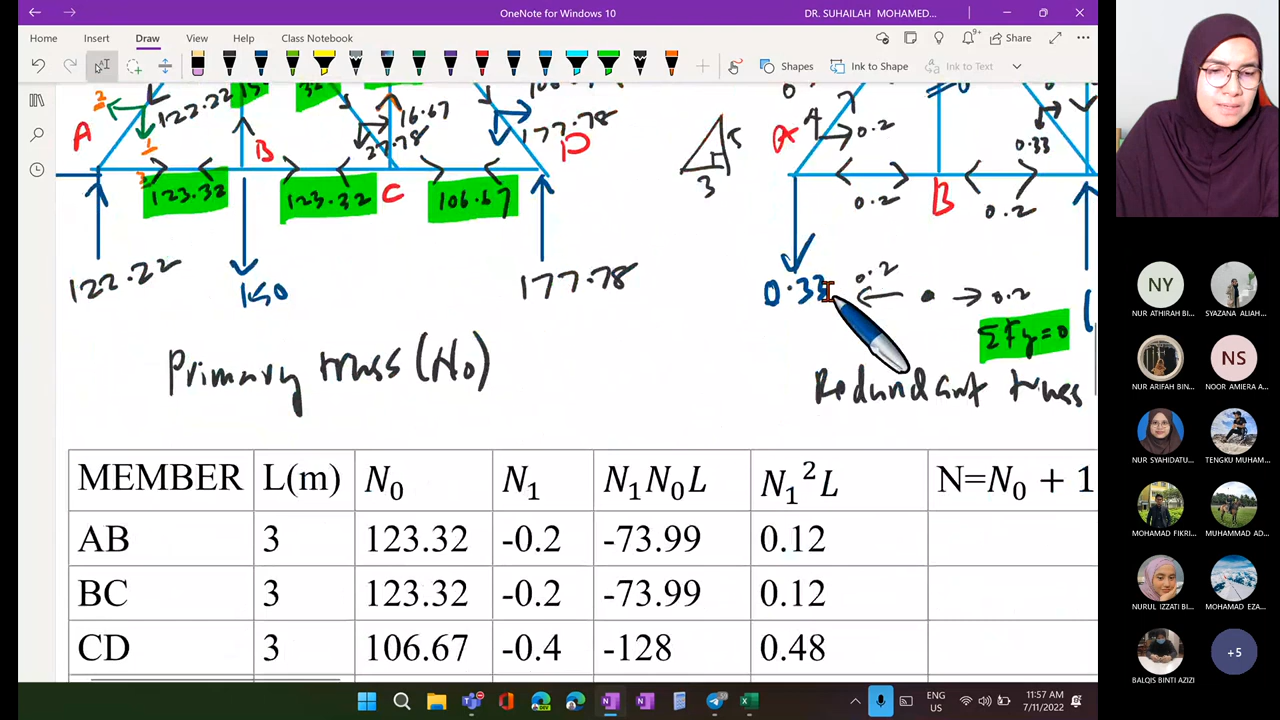 OneNote for Windows 10
DR. SUHAILAH MOHAMED...
Home
Insert
Draw
View
Help
Class Notebook
Share
Shapes
Ink to Shape
Ink to Text
A
2
1
122.22
B
16.67
27.78
177.78
D
123.32
123.32
C
106.67
122.22
150
177.78
Primary truss (N0)
5
3
A
4
0.2
0.33
0.2
B
0.2
0.33
0.2
0.2
ΣFy=0
Redundant truss
MEMBER L(m) N₀ N₁ N₁N₀L N₁²L N=N₀ + 1
AB 3 123.32 -0.2 -73.99 0.12
BC 3 123.32 -0.2 -73.99 0.12
CD 3 106.67 -0.4 -128 0.48
NY
NUR ATHIRAH BI...
SYAZANA ALIAH...
NUR ARIFAH BIN...
NS
NOOR AMIERA A...
NUR SYAHIDATU...
TENGKU MUHAM...
MOHAMAD FIKRI...
MUHAMMAD AD...
NURUL IZZATI BI...
MOHAMAD EZA...
BALQIS BINTI AZIZI
+5
ENG
US
11:57 AM
7/11/2022